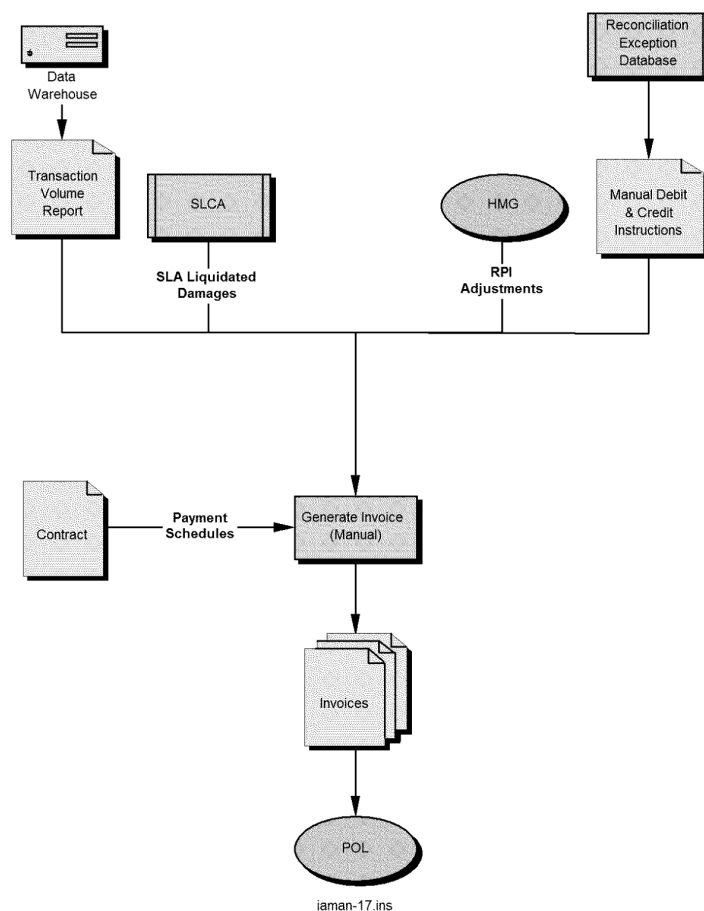 Data
Warehouse
Reconciliation
Exception
Database
Transaction
Volume
Report
SLCA
HMG
Manual Debit
& Credit
Instructions
SLA Liquidated
Damages
RPI
Adjustments
Contract
Payment
Schedules
Generate Invoice
(Manual)
Invoices
POL
iaman-17.ins